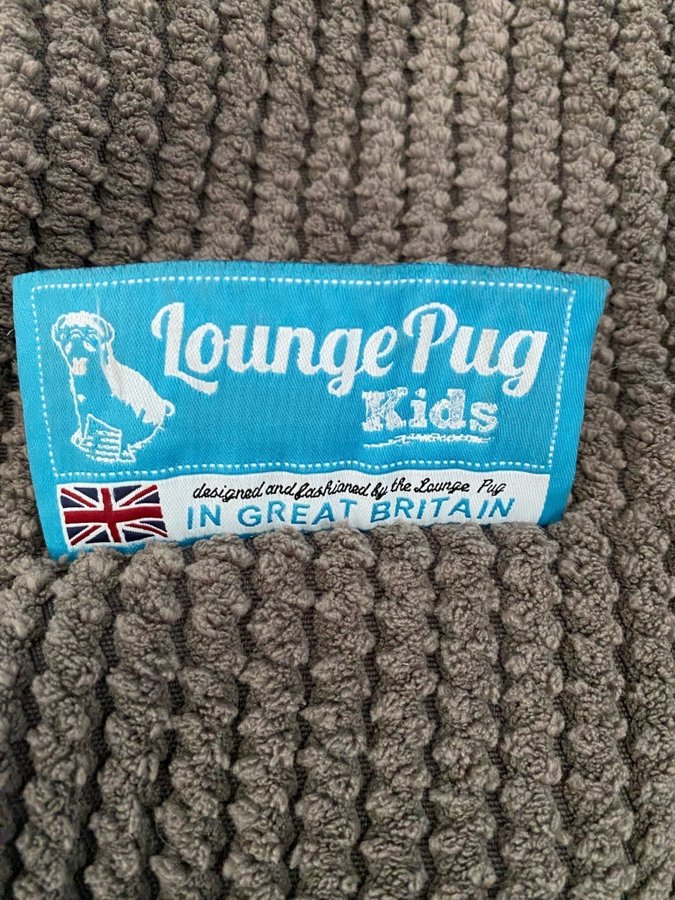 Lounge Pug
Kids
designed and fashioned by the Lounge Pug
IN GREAT BRITAIN